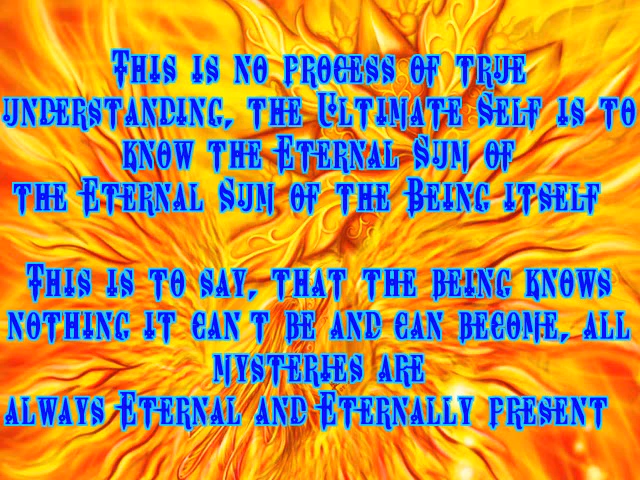 This is no process of true
understanding, the Ultimate Self is to
know the Eternal Sum of
the Eternal Sum of the Being itself
This is to say, that the being knows
nothing it can't be and can become, all
mysteries are
always Eternal and Eternally present